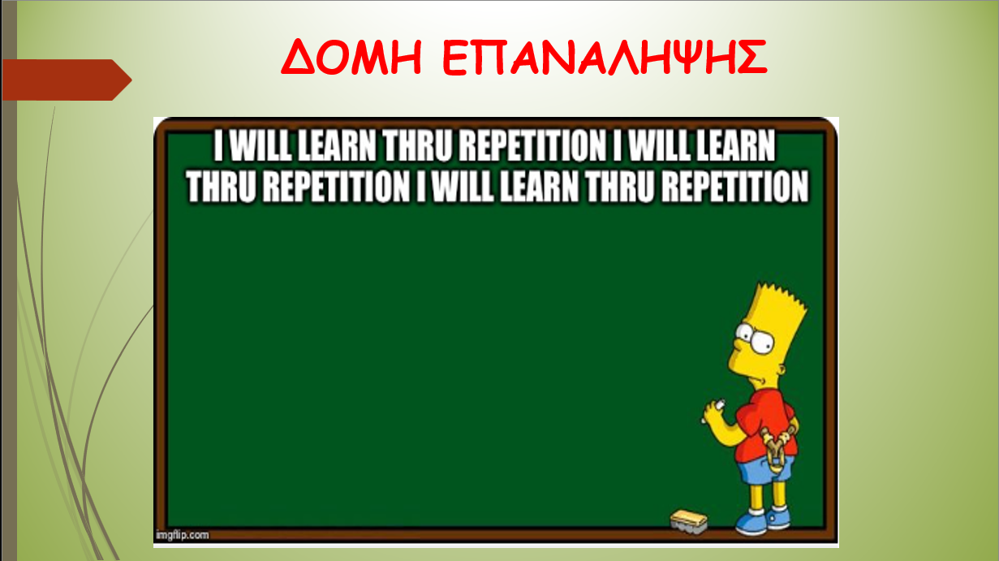 ΔΟΜΗ ΕΠΑΝΑΛΗΨΗΣ
I WILL LEARN THRU REPETITION I WILL LEARN
THRU REPETITION I WILL LEARN THRU REPETITION
imgflip.com